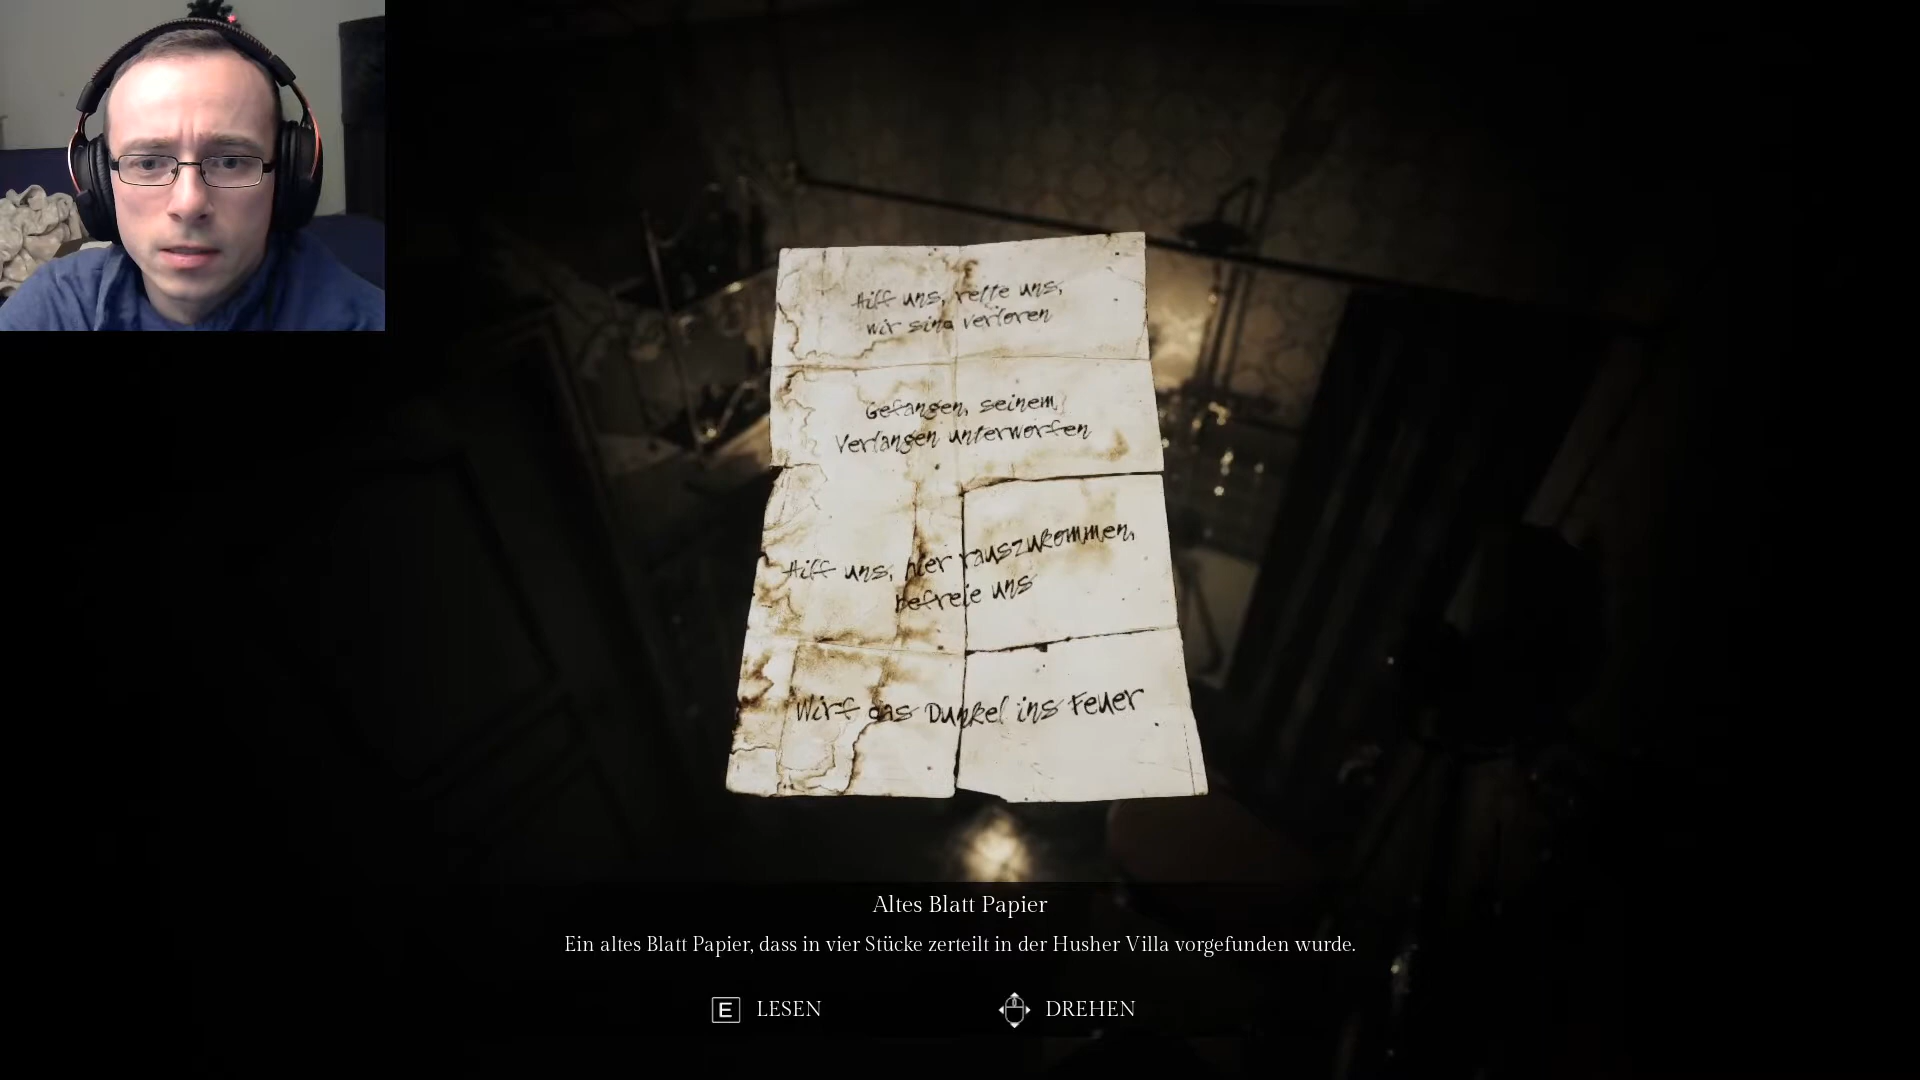 Hilf uns, rette uns,
wir sind verloren
Gefangen, seinem
Verlangen unterworfen
Hilf uns, hier rauszukommen,
befreie uns
Wirf das Dunkel ins Feuer
Altes Blatt Papier
Ein altes Blatt Papier, dass in vier Stücke zerteilt in der Husher Villa vorgefunden wurde.
E LESEN DREHEN